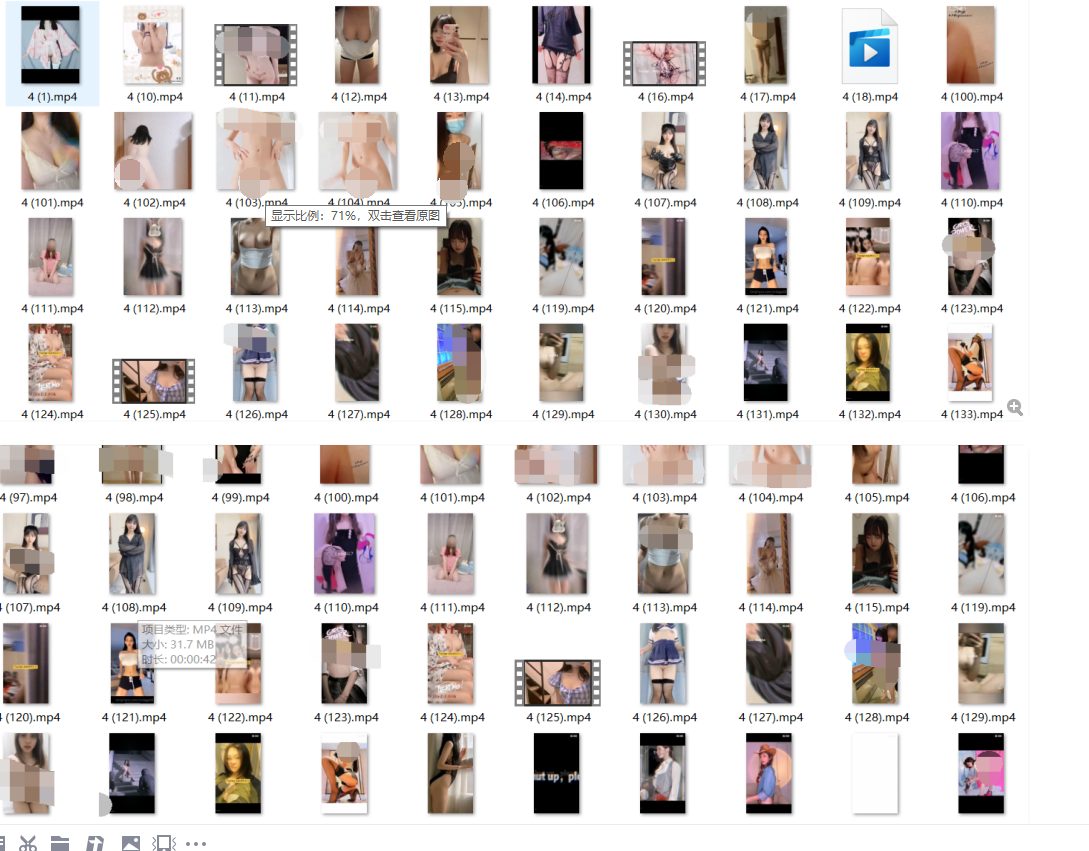 4 (1).mp4
4 (10).mp4
4 (11).mp4
4 (12).mp4
4 (13).mp4
4 (14).mp4
4 (16).mp4
4 (17).mp4
4 (18).mp4
4 (100).mp4
4 (101).mp4
4 (102).mp4
4 (103).mp4
4 (104).mp4
4 (105).mp4
4 (106).mp4
4 (107).mp4
4 (108).mp4
4 (109).mp4
4 (110).mp4
显示比例：71%，双击查看原图
4 (111).mp4
4 (112).mp4
4 (113).mp4
4 (114).mp4
4 (115).mp4
4 (119).mp4
4 (120).mp4
4 (121).mp4
4 (122).mp4
4 (123).mp4
4 (124).mp4
4 (125).mp4
4 (126).mp4
4 (127).mp4
4 (128).mp4
4 (129).mp4
4 (130).mp4
4 (131).mp4
4 (132).mp4
4 (133).mp4
4 (97).mp4
4 (98).mp4
4 (99).mp4
4 (100).mp4
4 (101).mp4
4 (102).mp4
4 (103).mp4
4 (104).mp4
4 (105).mp4
4 (106).mp4
4 (107).mp4
4 (108).mp4
4 (109).mp4
4 (110).mp4
4 (111).mp4
4 (112).mp4
4 (113).mp4
4 (114).mp4
4 (115).mp4
4 (119).mp4
项目类型: MP4 文件
大小: 31.7 MB
时长: 00:00:42
4 (120).mp4
4 (121).mp4
4 (122).mp4
4 (123).mp4
4 (124).mp4
4 (125).mp4
4 (126).mp4
4 (127).mp4
4 (128).mp4
4 (129).mp4